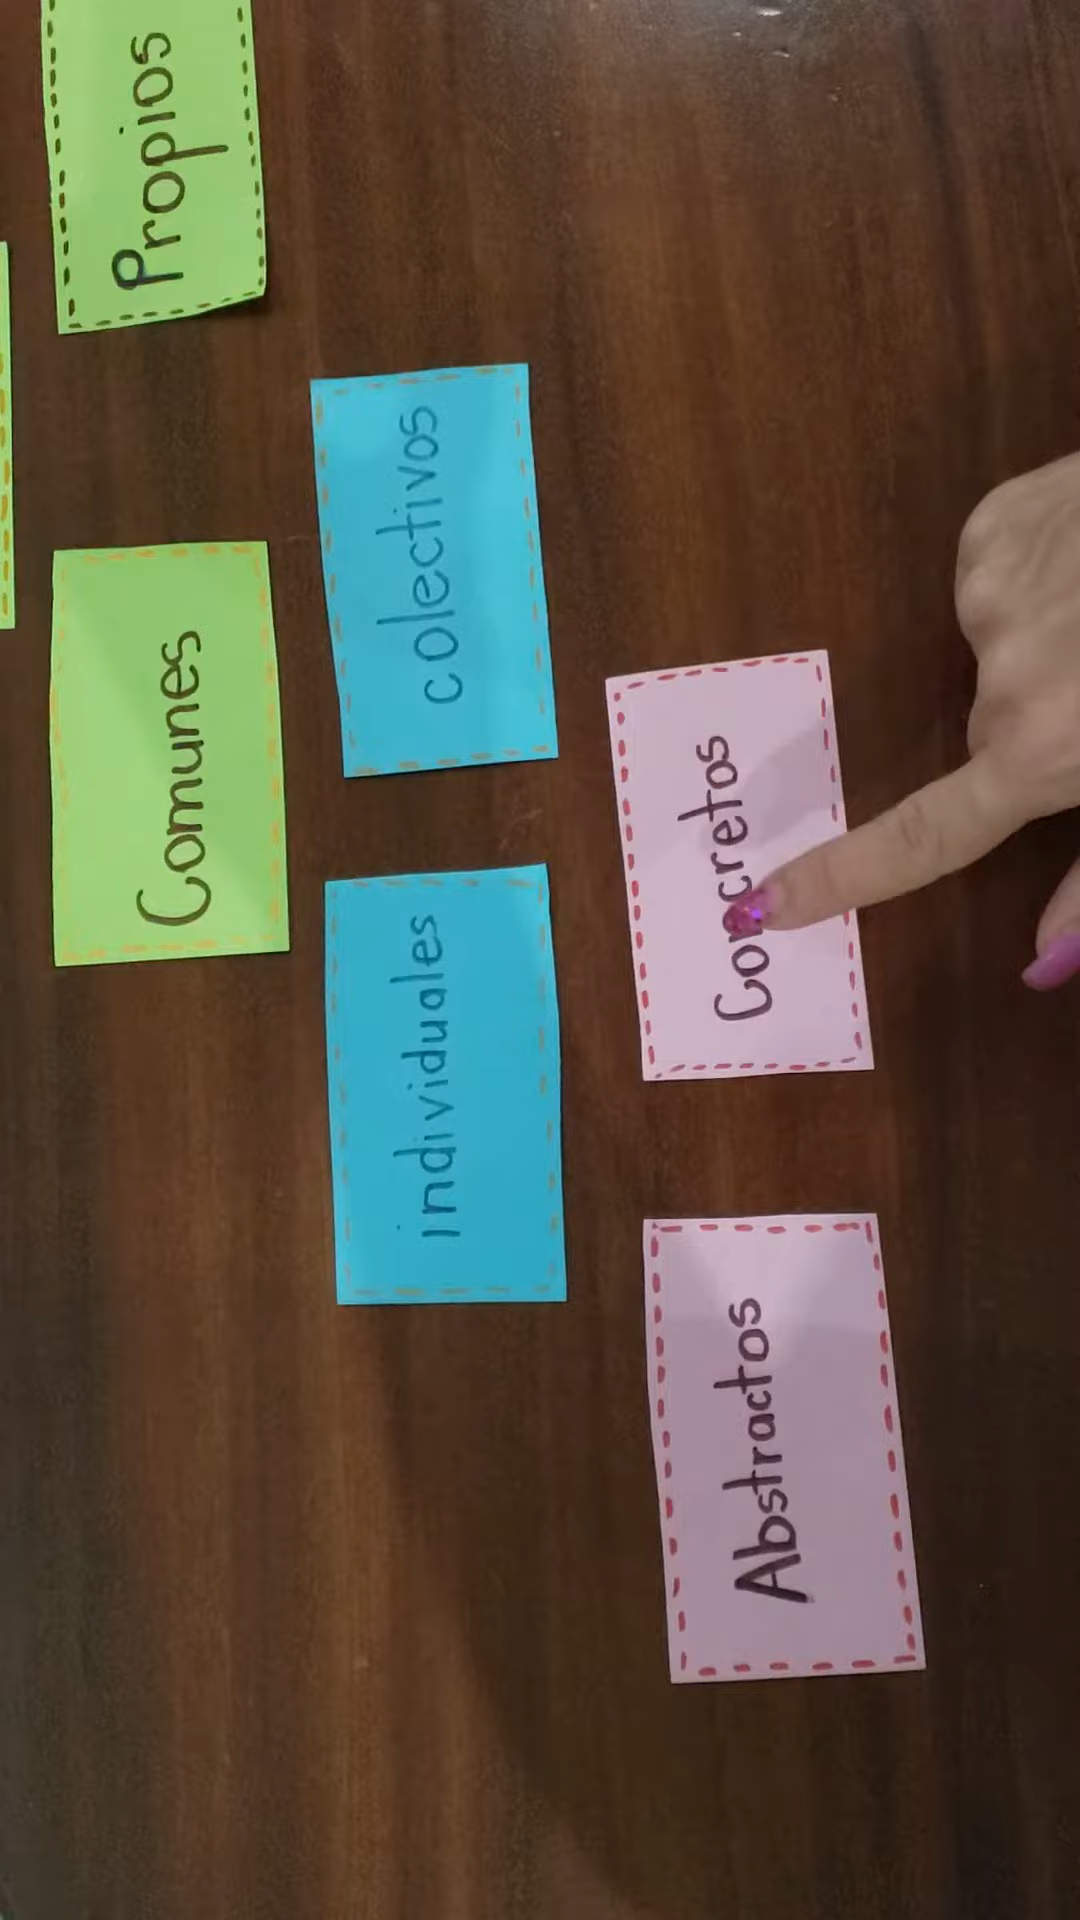 Propios
Comunes
colectivos
individuales
Concretos
Abstractos